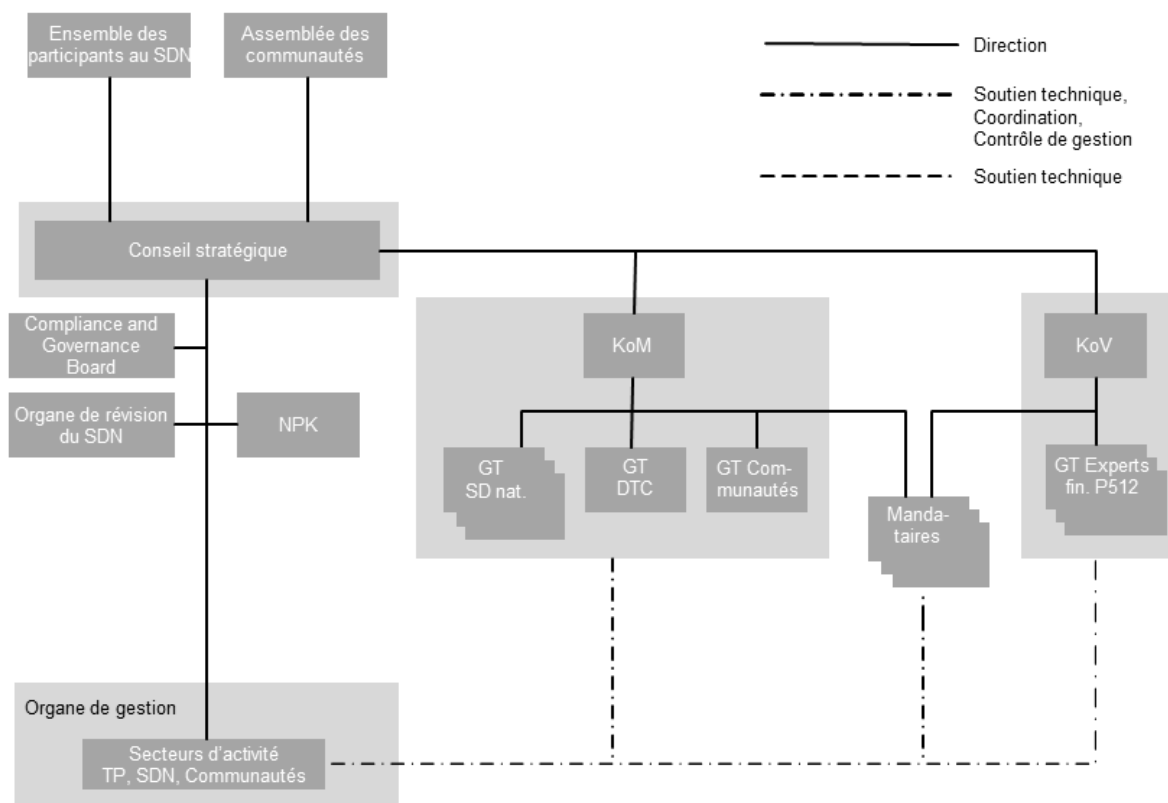 Ensemble des
participants au SDN
Assemblée des
communautés
Direction
Soutien technique,
Coordination,
Contrôle de gestion
Soutien technique
Conseil stratégique
Compliance and
Governance
Board
KoM
KoV
Organe de révision
du SDN
NPK
GT
SD nat.
GT
DTC
GT Com-
munautés
GT Experts
fin. P512
Manda-
taires
Organe de gestion
Secteurs d'activité
TP, SDN, Communautés